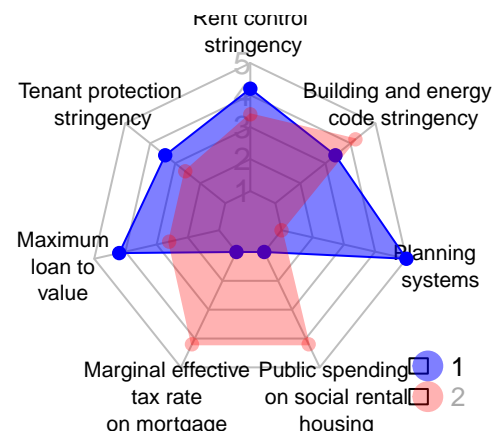 Rent control
stringency
5
4
3
2
1
Tenant protection
stringency
Building and energy
code stringency
Maximum
loan to
value
Planning
systems
Marginal effective
tax rate
on mortgage
Public spending
on social rental
housing
1
2